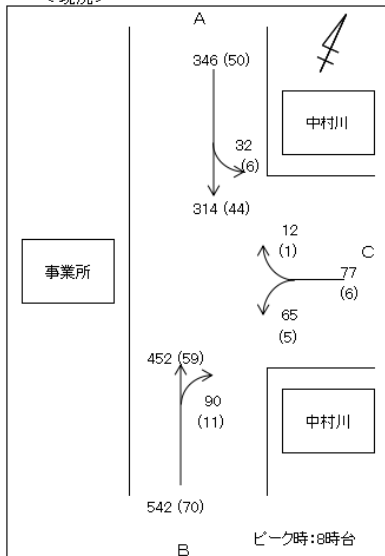 <現況>
A
346 (50)
中村川
32
(6)
314 (44)
12
(1)
C
77
(6)
事業所
65
(5)
452 (59)
90
(11)
中村川
542 (70)
ピーク時:8時台
B